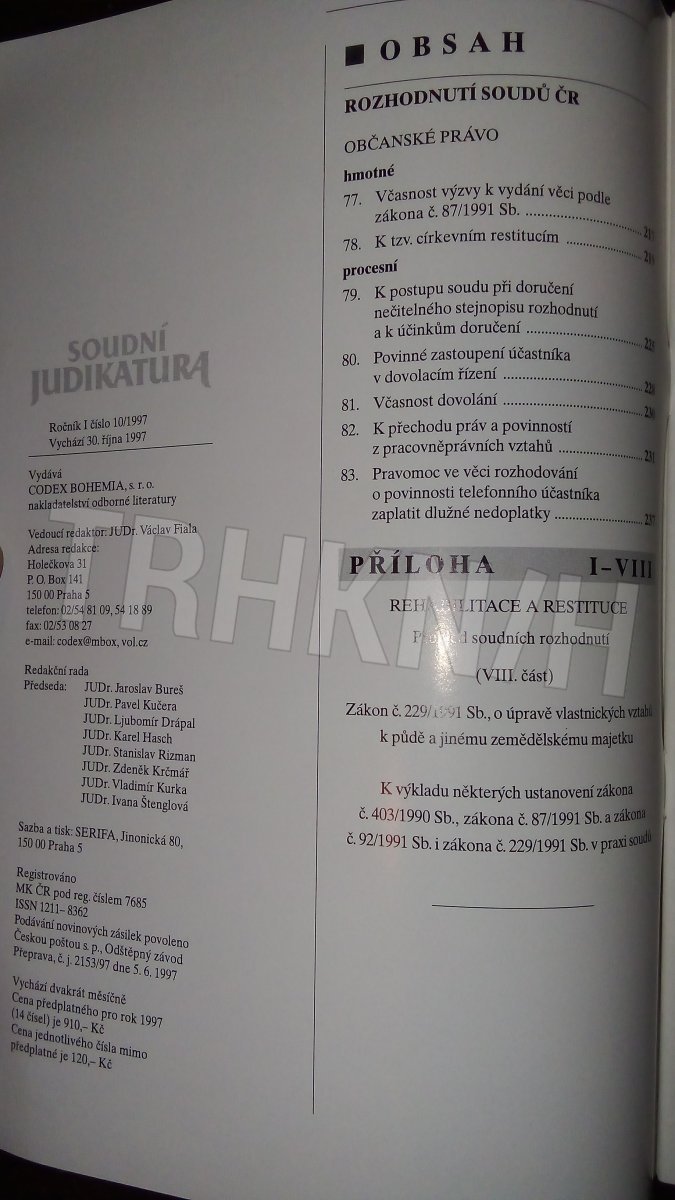 SOUDNÍ
JUDIKATURA
Ročník I číslo 10/1997
Vychází 30. října 1997
Vydává
CODEX BOHEMIA, s. r. o.
nakladatelství odborné literatury
Vedoucí redaktor: JUDr. Václav Fiala
Adresa redakce:
Holečkova 31
P. O. Box 141
150 00 Praha 5
telefon: 02/54 81 09, 54 18 89
fax: 02/53 08 27
e-mail: codex@mbox, vol.cz
Redakční rada
Předseda: JUDr. Jaroslav Bureš
JUDr. Pavel Kučera
JUDr. Ljubomír Drápal
JUDr. Karel Hasch
JUDr. Stanislav Rizman
JUDr. Zdeněk Krčmář
JUDr. Vladimír Kurka
JUDr. Ivana Štenglová
Sazba a tisk: SERIFA, Jinonická 80,
150 00 Praha 5
Registrováno
MK ČR pod reg. číslem 7685
ISSN 1211– 8362
Podávání novinových zásilek povoleno
Českou poštou s. p., Odštěpný závod
Přeprava, č. j. 2153/97 dne 5. 6. 1997
Vychází dvakrát měsíčně
Cena předplatného pro rok 1997
(14 čísel) je 910,– Kč
Cena jednotlivého čísla mimo
předplatné je 120,– Kč
■ OBSAH
ROZHODNUTÍ SOUDŮ ČR
OBČANSKÉ PRÁVO
hmotné
77. Včasnost výzvy k vydání věci podle
zákona č. 87/1991 Sb. ........................
78. K tzv. církevním restitucím ................
procesní
79. K postupu soudu při doručení
nečitelného stejnopisu rozhodnutí
a k účinkům doručení ........................ 225
80. Povinné zastoupení účastníka
v dovolacím řízení ............................ 228
81. Včasnost dovolání ............................ 230
82. K přechodu práv a povinností
z pracovněprávních vztahů .................. 231
83. Pravomoc ve věci rozhodování
o povinnosti telefonního účastníka
zaplatit dlužné nedoplatky .................. 237
PŘÍLOHA I–VIII
REHABILITACE A RESTITUCE
Přehled soudních rozhodnutí
(VIII. část)
Zákon č. 229/1991 Sb., o úpravě vlastnických vztahů
k půdě a jinému zemědělskému majetku
K výkladu některých ustanovení zákona
č. 403/1990 Sb., zákona č. 87/1991 Sb. a zákona
č. 92/1991 Sb. i zákona č. 229/1991 Sb. v praxi soudů
TRHKN/H